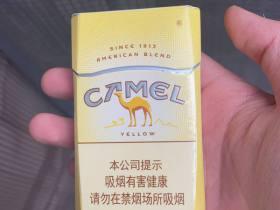 SINCE 1913
AMERICAN BLEND
CAMEL
YELLOW
本公司提示
吸烟有害健康
请勿在禁烟场所吸烟